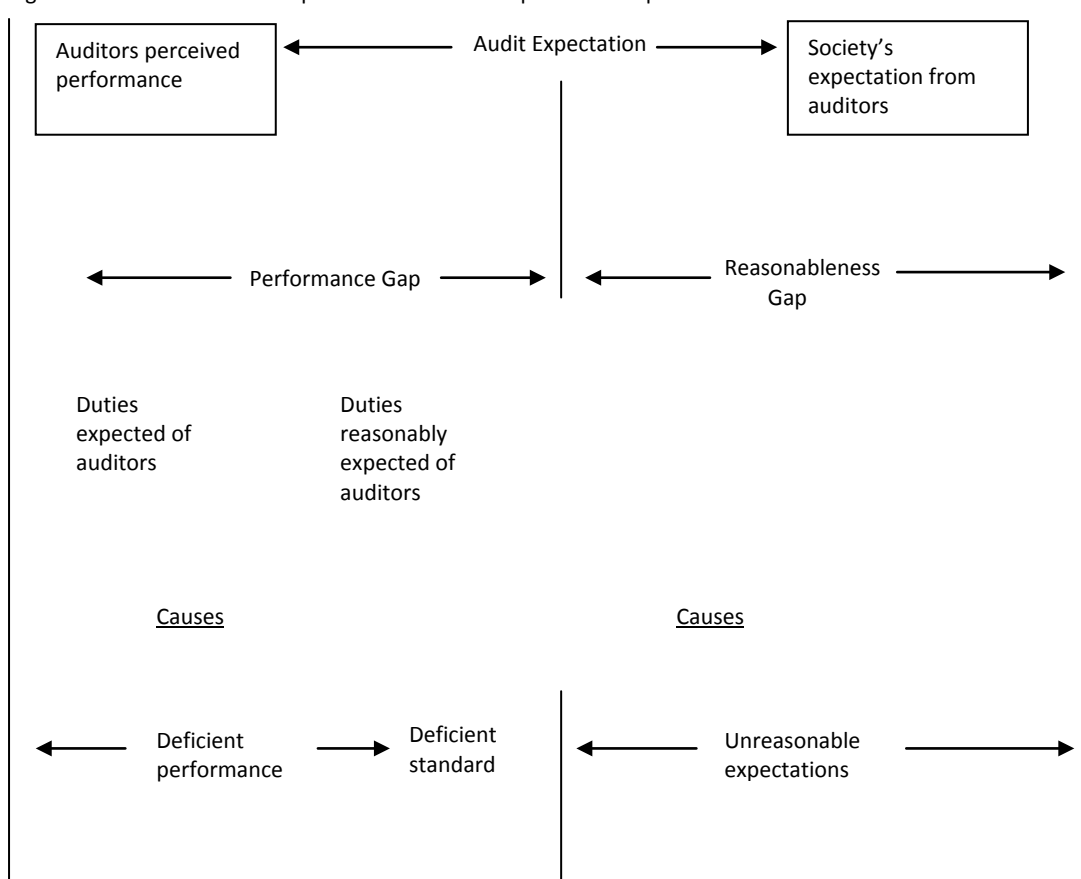 Auditors perceived
performance
Audit Expectation
Society’s
expectation from
auditors
Performance Gap
Reasonableness
Gap
Duties
expected of
auditors
Duties
reasonably
expected of
auditors
Causes
Causes
Deficient
performance
Deficient
standard
Unreasonable
expectations